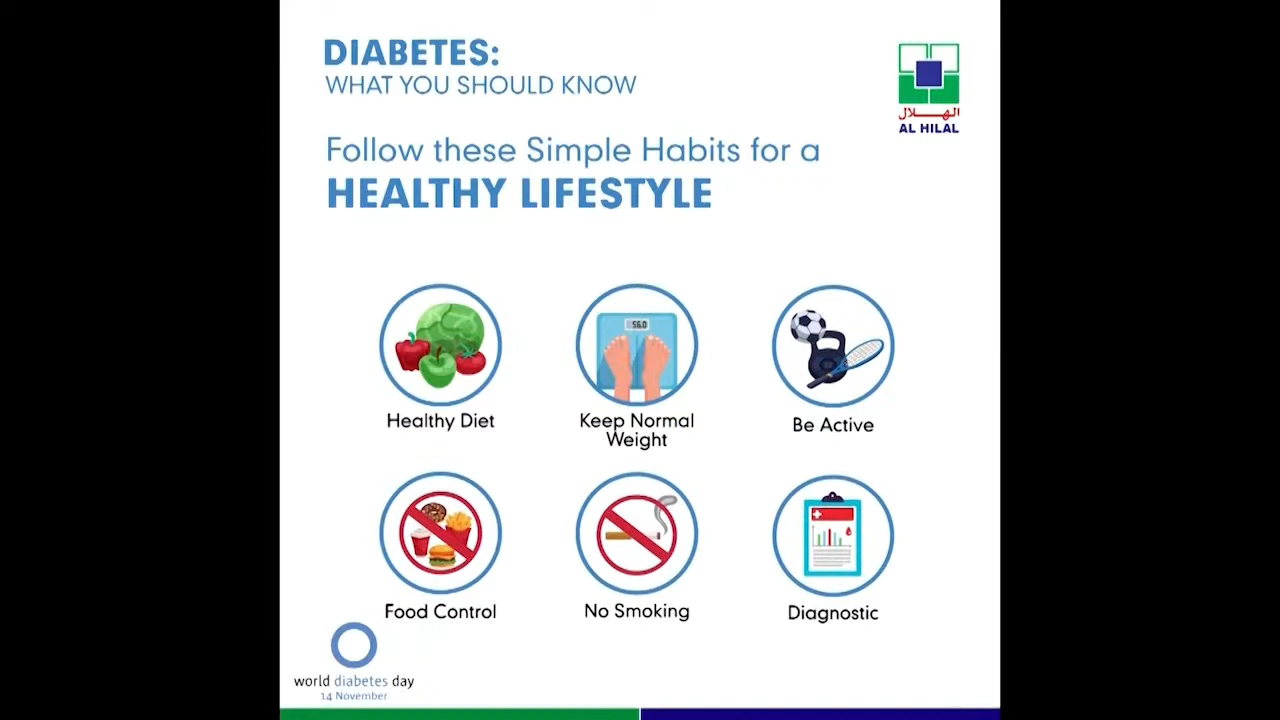 DIABETES:
WHAT YOU SHOULD KNOW
الهلال
AL HILAL
Follow these Simple Habits for a
HEALTHY LIFESTYLE
56.0
Healthy Diet
Keep Normal
Weight
Be Active
Food Control
No Smoking
Diagnostic
world diabetes day
14 November